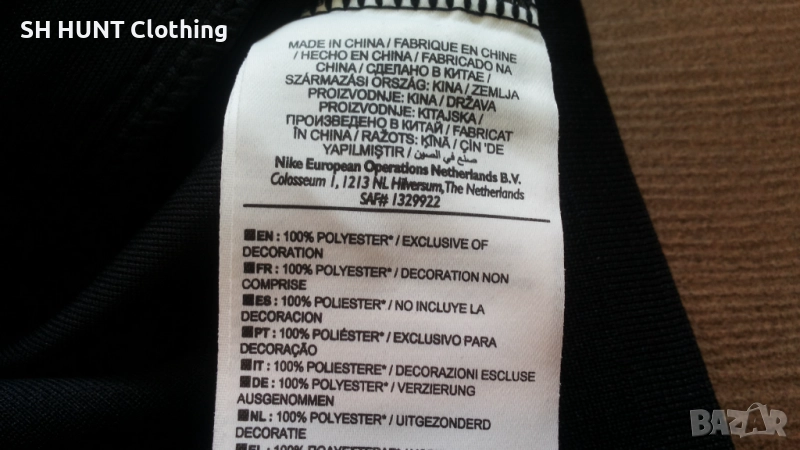 SH HUNT Clothing
MADE IN CHINA / FABRIQUE EN CHINE
/ HECHO EN CHINA / FABRICADO NA
CHINA / СДЕЛАНО В КИТАЕ /
SZÁRMAZÁSI ORSZÁG: KINA / ZEMLJA
PROIZVODNJE: KINA / DRŽAVA
PROIZVODNJE: KITAJSKA /
ПРОИЗВЕДЕНО В КИТАЙ / FABRICAT
ÎN CHINA / RAŽOTS: ĶĪNĀ / ÇIN'DE
YAPILMIŞTIR / صنع في الصين
Nike European Operations Netherlands B.V.
Colosseum 1, 1213 NL Hilversum, The Netherlands
SAF# 1329922
EN : 100% POLYESTER* / EXCLUSIVE OF
DECORATION
FR : 100% POLYESTER* / DECORATION NON
COMPRISE
ES : 100% POLIESTER* / NO INCLUYE LA
DECORACION
PT : 100% POLIÉSTER* / EXCLUSIVO PARA
DECORAÇÃO
IT : 100% POLIESTERE* / DECORAZIONI ESCLUSE
DE : 100% POLYESTER* / VERZIERUNG
AUSGENOMMEN
NL : 100% POLYESTER* / UITGEZONDERD
DECORATIE
BAZAR